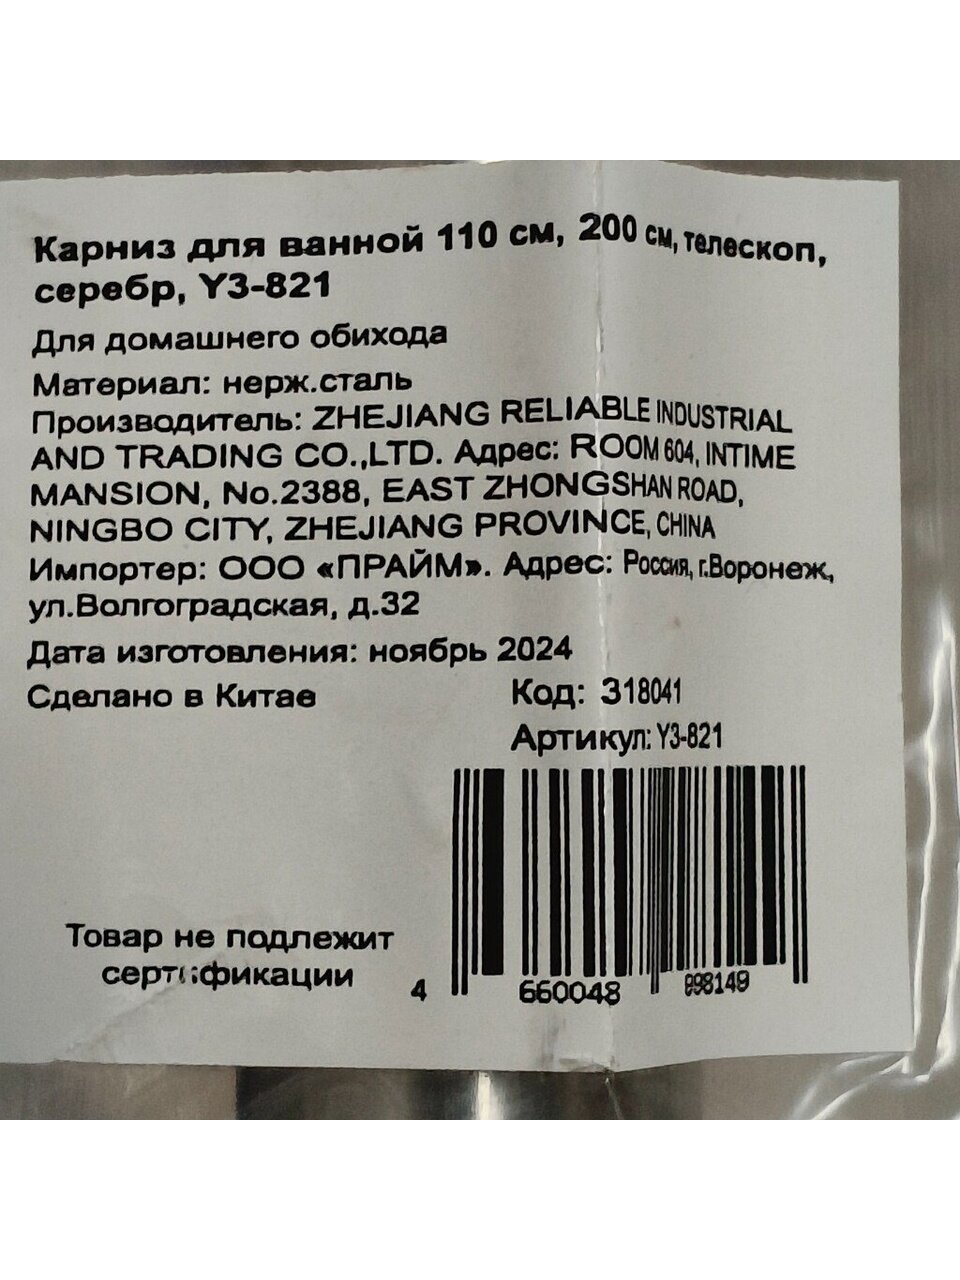 Карниз для ванной 110 см, 200 см, телескоп,
серебр, Y3-821
Для домашнего обихода
Материал: нерж.сталь
Производитель: ZHEJIANG RELIABLE INDUSTRIAL
AND TRADING CO.,LTD. Адрес: ROOM 604, INTIME
MANSION, No.2388, EAST ZHONGSHAN ROAD,
NINGBO CITY, ZHEJIANG PROVINCE, CHINA
Импортер: ООО «ПРАЙМ». Адрес: Россия, г.Воронеж,
ул.Волгоградская, д.32
Дата изготовления: ноябрь 2024
Сделано в Китае
Код: 318041
Артикул: Y3-821
Товар не подлежит
сертификации
4 660048 898149